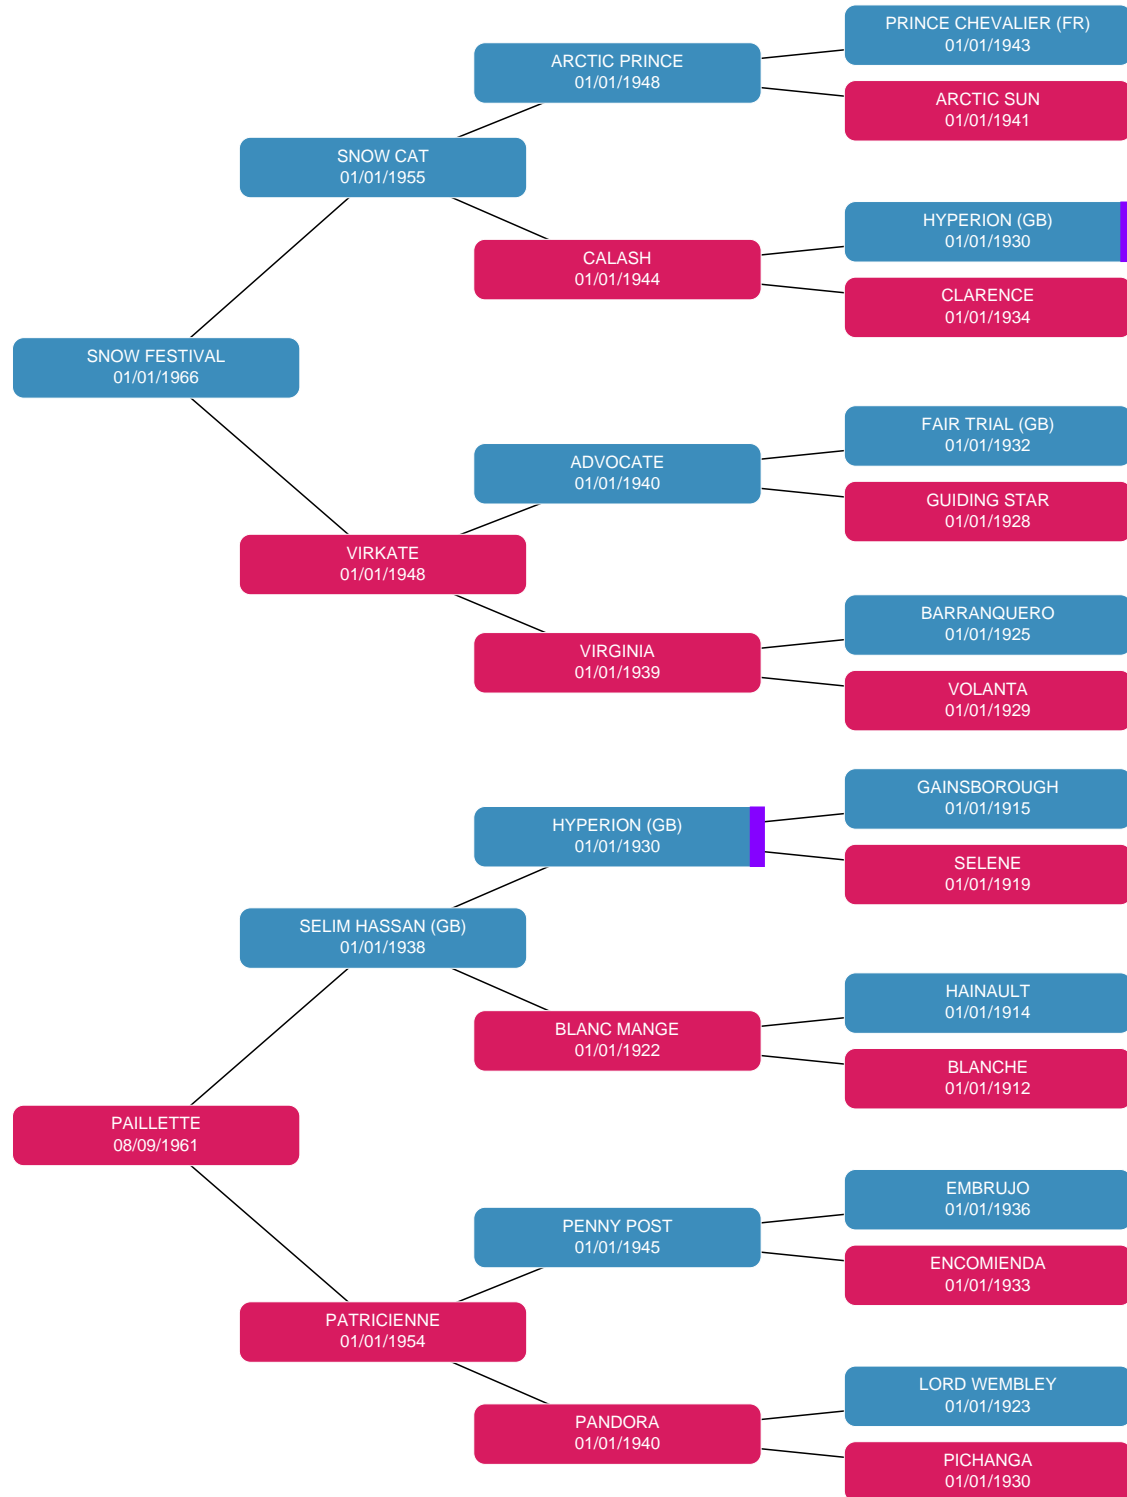 PRINCE CHEVALIER (FR)
01/01/1943
ARCTIC PRINCE
01/01/1948
ARCTIC SUN
01/01/1941
SNOW CAT
01/01/1955
HYPERION (GB)
01/01/1930
CALASH
01/01/1944
CLARENCE
01/01/1934
SNOW FESTIVAL
01/01/1966
FAIR TRIAL (GB)
01/01/1932
ADVOCATE
01/01/1940
GUIDING STAR
01/01/1928
VIRKATE
01/01/1948
BARRANQUERO
01/01/1925
VIRGINIA
01/01/1939
VOLANTA
01/01/1929
GAINSBOROUGH
01/01/1915
HYPERION (GB)
01/01/1930
SELENE
01/01/1919
SELIM HASSAN (GB)
01/01/1938
HAINAULT
01/01/1914
BLANC MANGE
01/01/1922
BLANCHE
01/01/1912
PAILLETTE
08/09/1961
EMBRUJO
01/01/1936
PENNY POST
01/01/1945
ENCOMIENDA
01/01/1933
PATRICIENNE
01/01/1954
LORD WEMBLEY
01/01/1923
PANDORA
01/01/1940
PICHANGA
01/01/1930